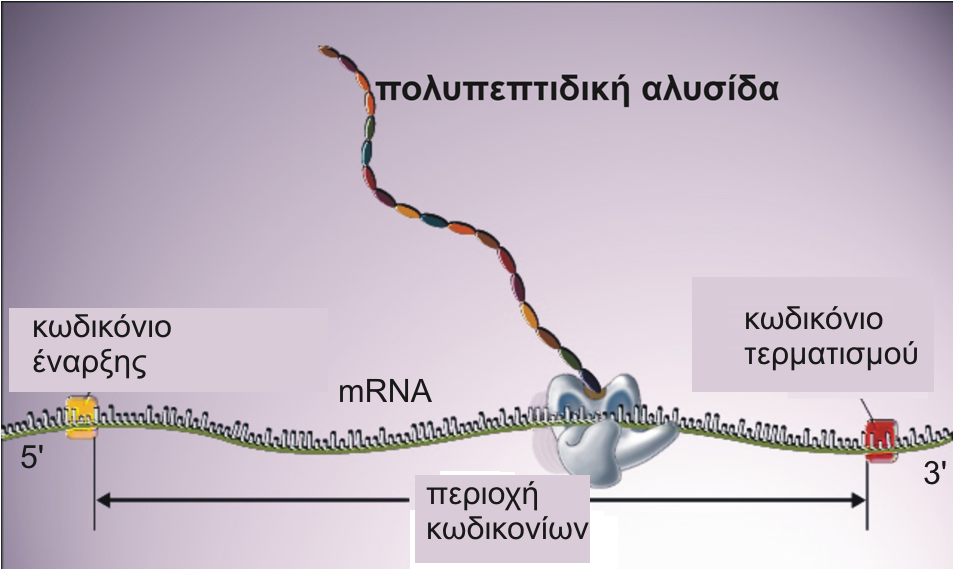 πολυπεπτιδική αλυσίδα
κωδικόνιο
έναρξης
κωδικόνιο
τερματισμού
mRNA
5'
3'
περιοχή
κωδικονίων